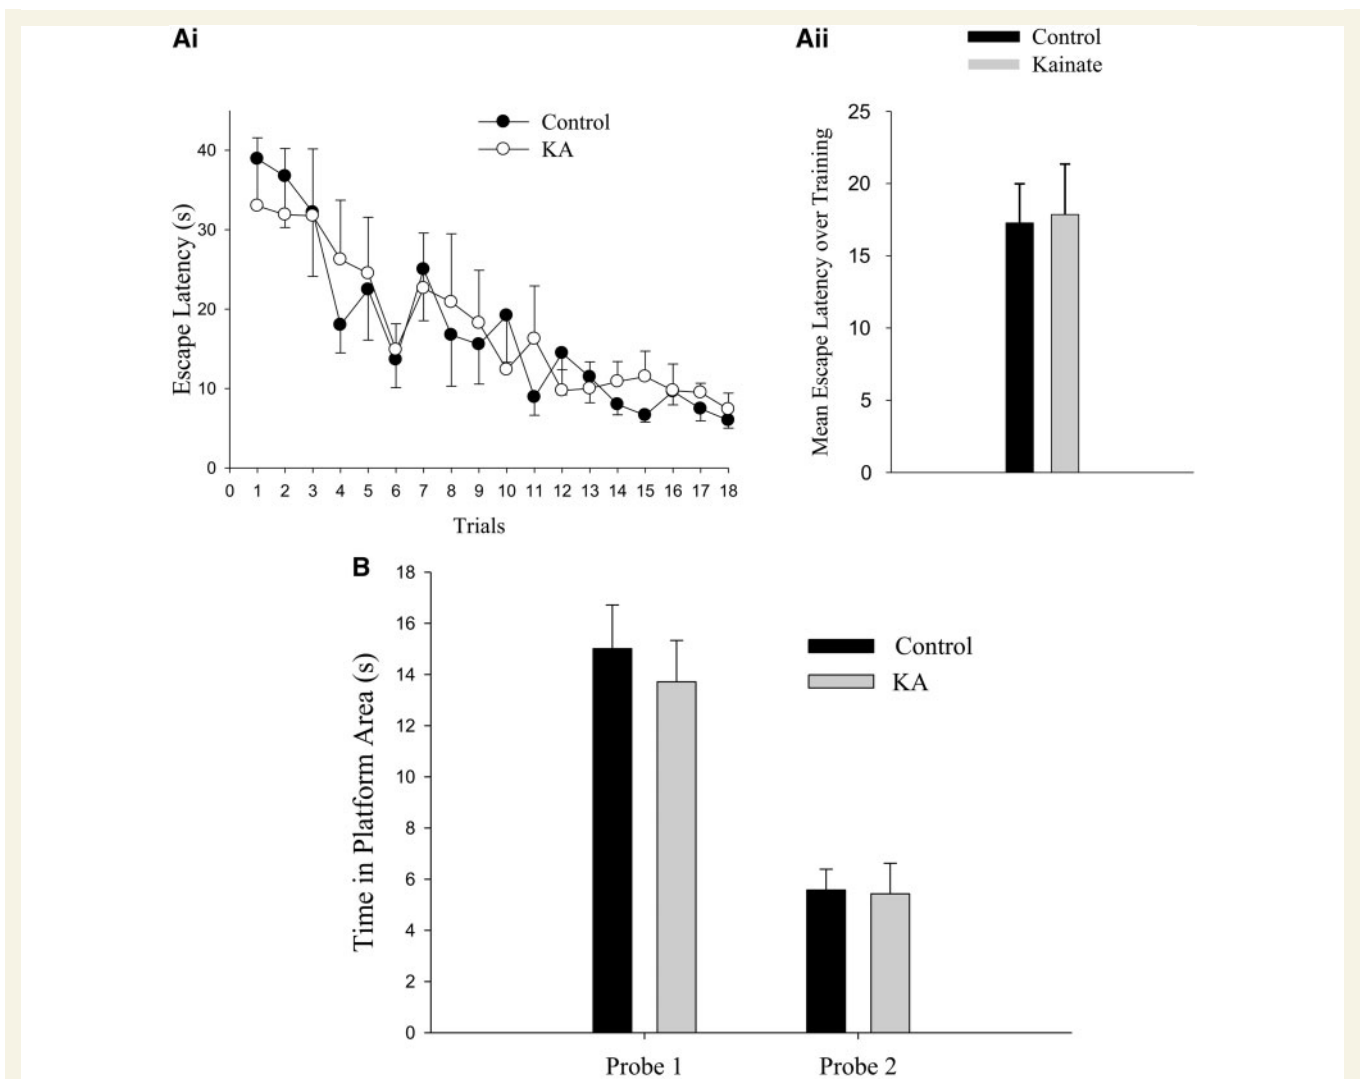 Ai
Control
KA
Escape Latency (s)
40
30
20
10
0
0 1 2 3 4 5 6 7 8 9 10 11 12 13 14 15 16 17 18
Trials
Aii
Control
Kainate
Mean Escape Latency over Training
25
20
15
10
5
0
B
Control
KA
Time in Platform Area (s)
18
16
14
12
10
8
6
4
2
0
Probe 1 Probe 2